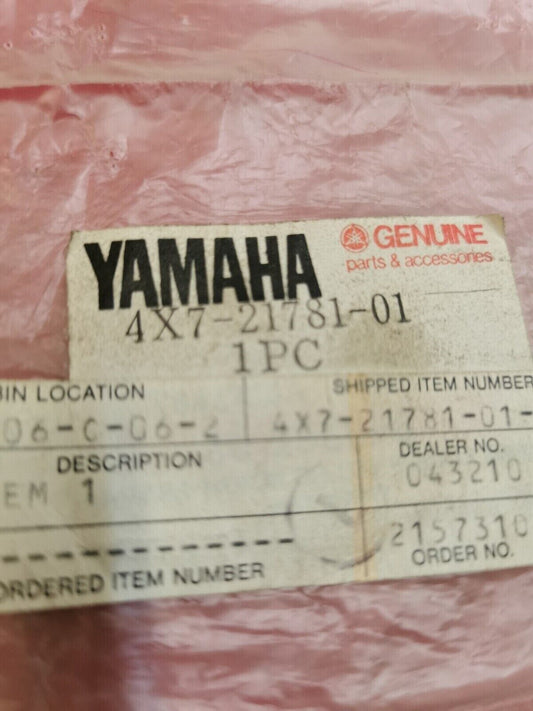 YAMAHA
GENUINE
parts & accessories
4X7-21781-01
1PC
BIN LOCATION
SHIPPED ITEM NUMBER
06-C-06-2
4X7-21781-01-
DESCRIPTION
DEALER NO.
EM 1
043210
2157310
ORDER NO.
ORDERED ITEM NUMBER